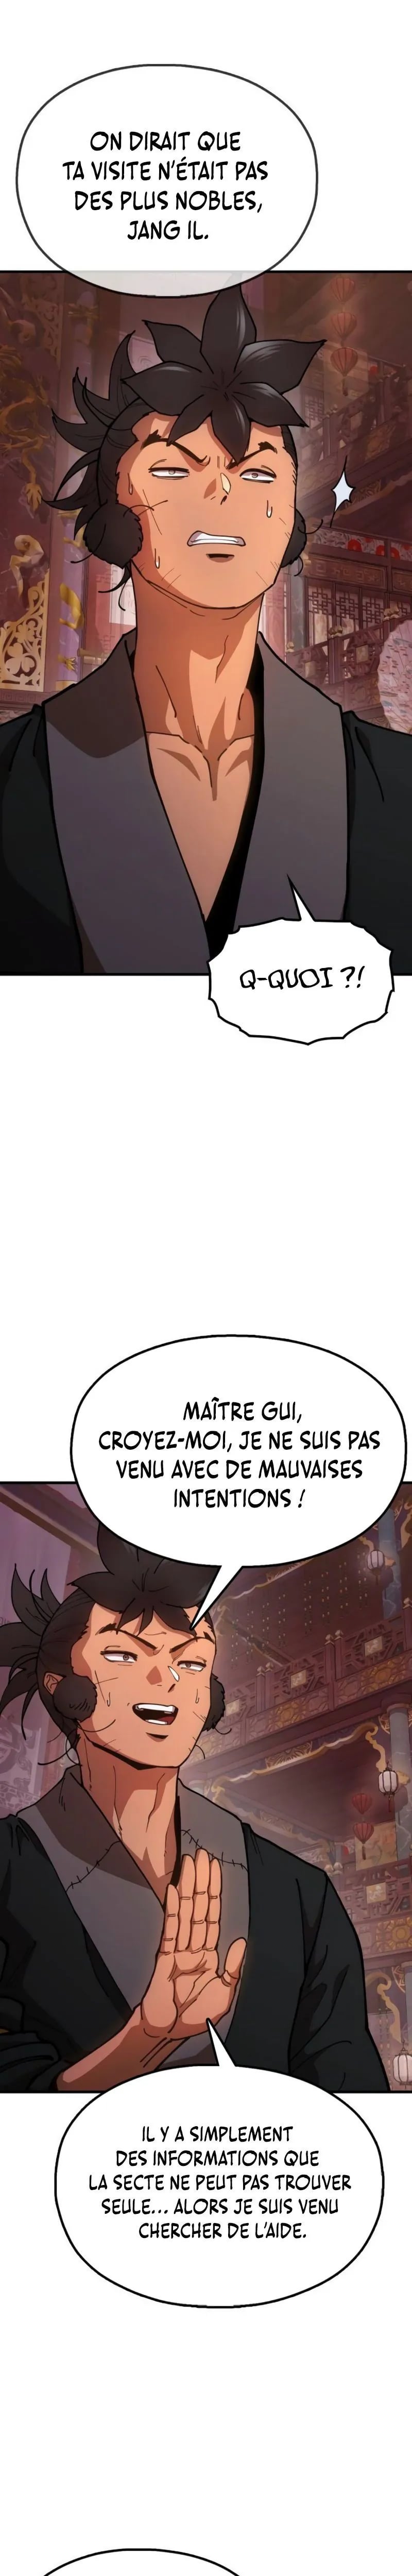 ON DIRAIT QUE
TA VISITE N'ÉTAIT PAS
DES PLUS NOBLES,
JANG IL.
Q-QUOI ?!
MAÎTRE GUI,
CROYEZ-MOI, JE NE SUIS PAS
VENU AVEC DE MAUVAISES
INTENTIONS !
IL Y A SIMPLEMENT
DES INFORMATIONS QUE
LA SECTE NE PEUT PAS TROUVER
SEULE... ALORS JE SUIS VENU
CHERCHER DE L'AIDE.